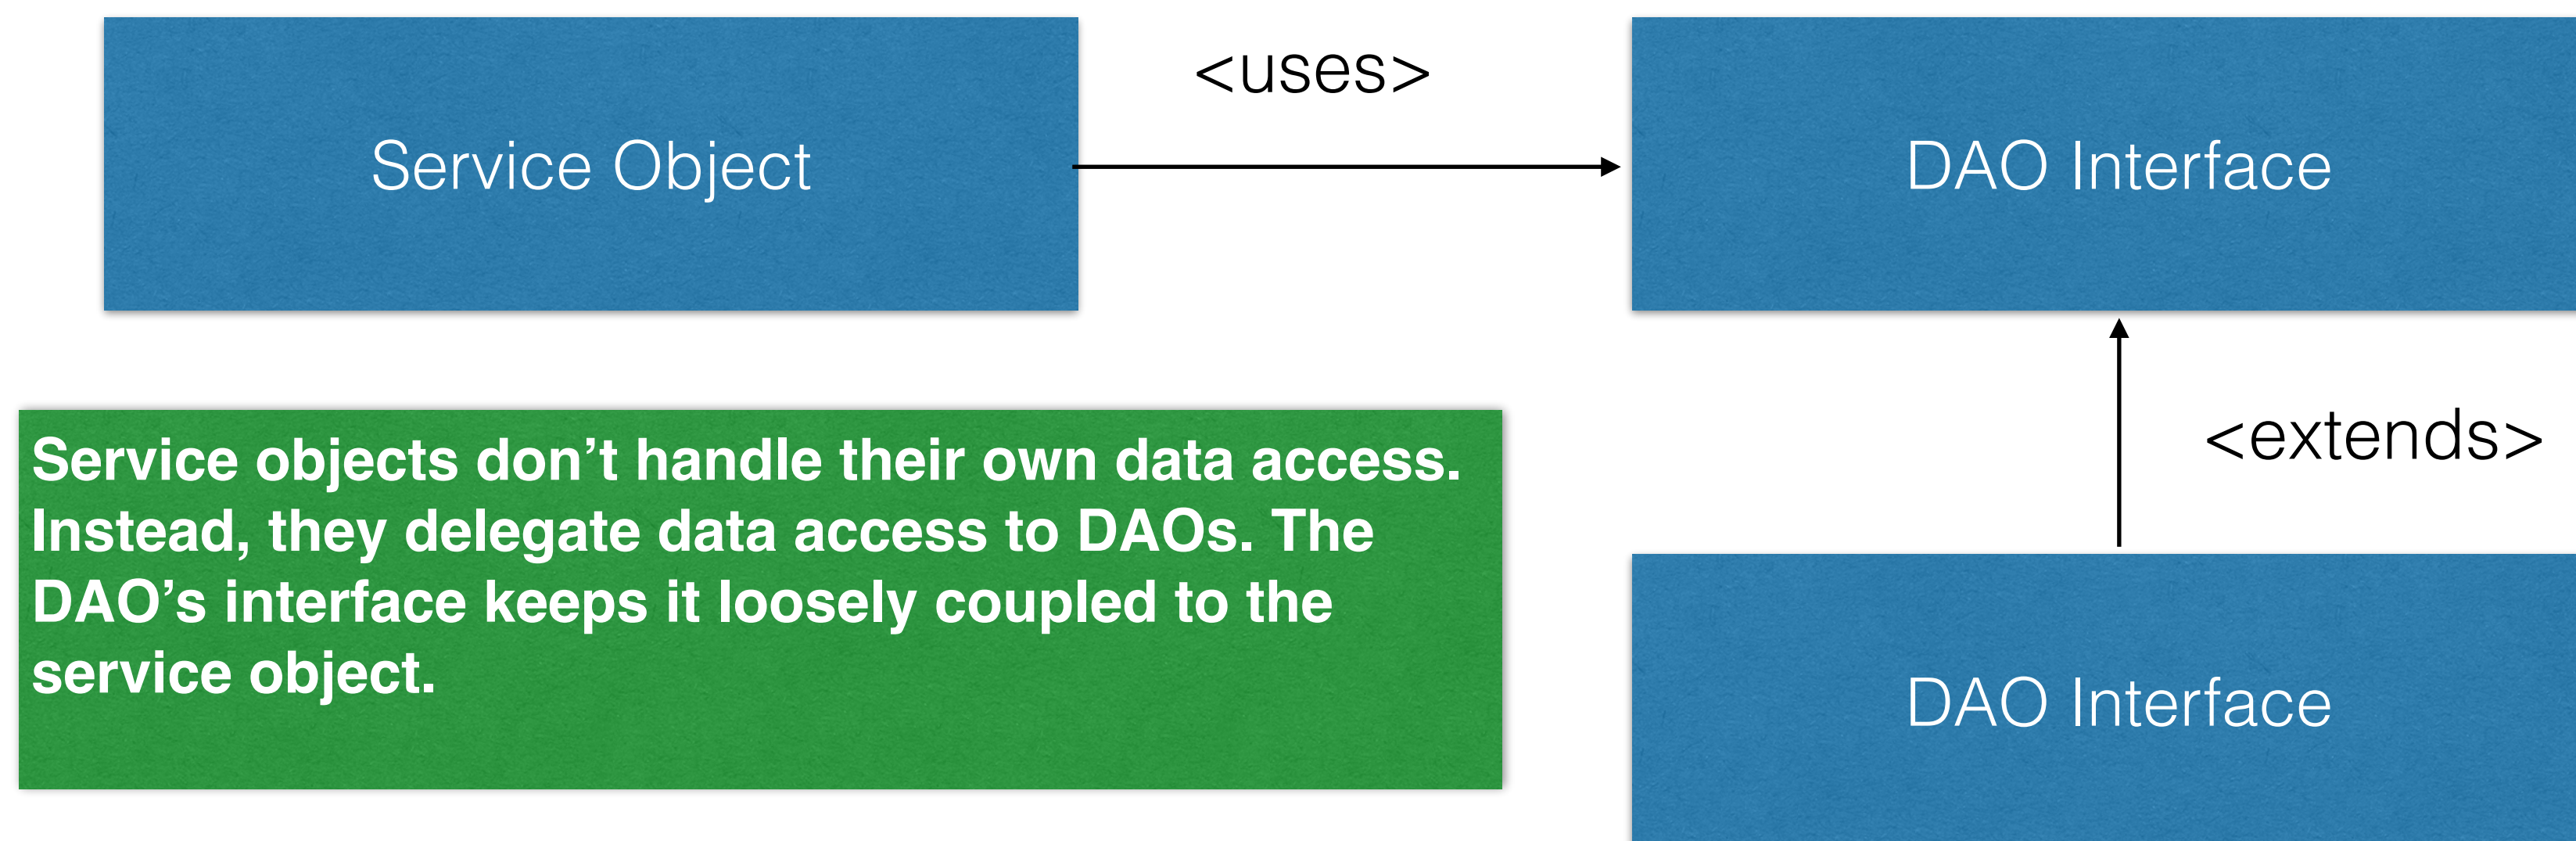 Service Object
<uses>
DAO Interface
<extends>
Service objects don’t handle their own data access.
Instead, they delegate data access to DAOs. The
DAO’s interface keeps it loosely coupled to the
service object.
DAO Interface